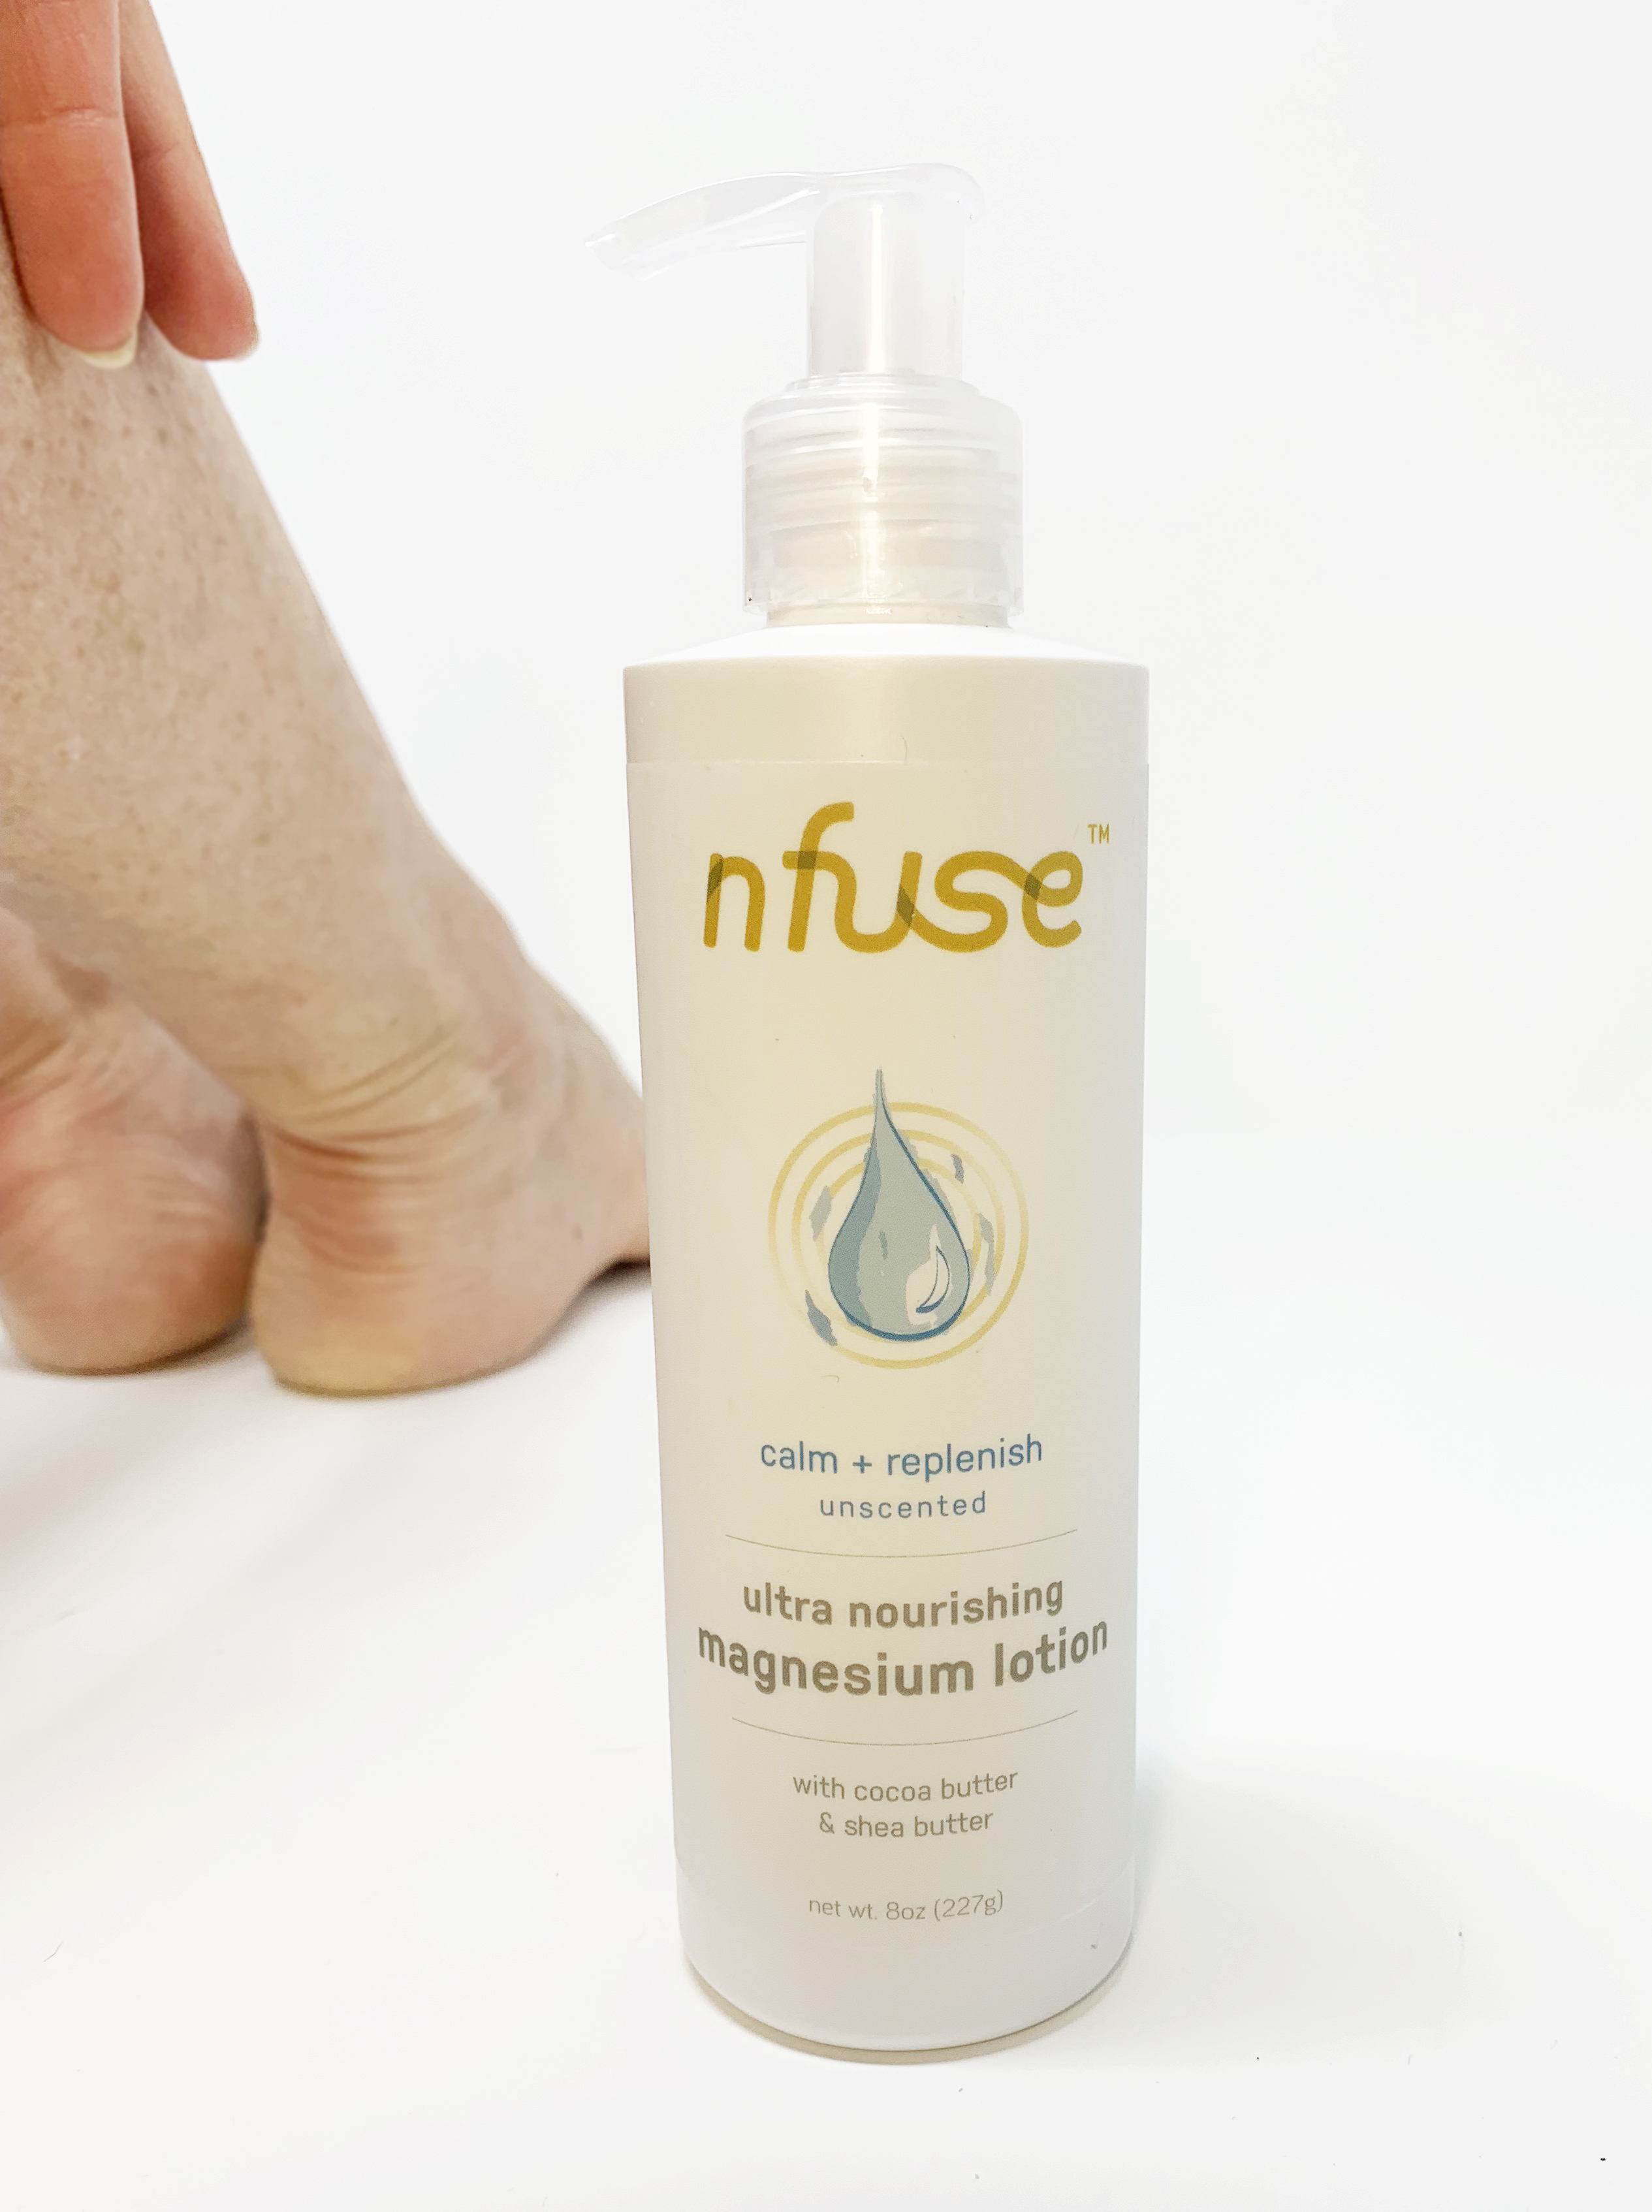 nfuse™
calm + replenish
unscented
ultra nourishing
magnesium lotion
with cocoa butter
& shea butter
net wt. 8oz (227g)